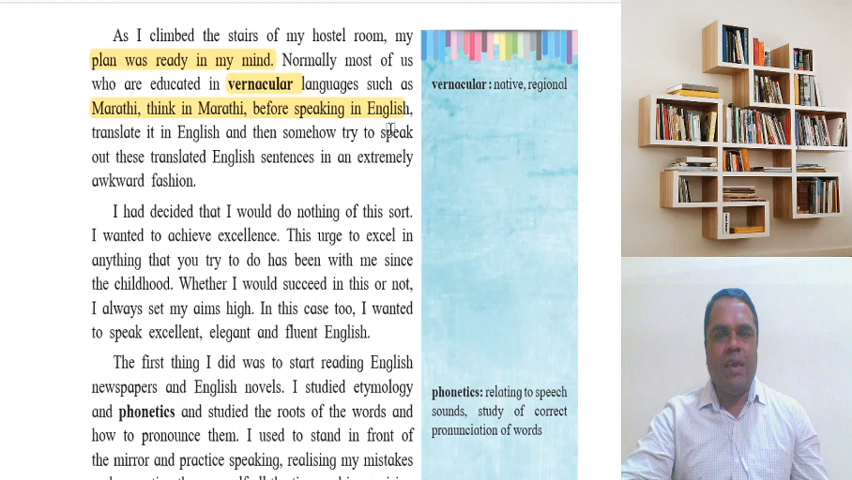 As I climbed the stairs of my hostel room, my
plan was ready in my mind. Normally most of us
who are educated in vernacular languages such as
Marathi, think in Marathi, before speaking in English,
translate it in English and then somehow try to speak
out these translated English sentences in an extremely
awkward fashion.
I had decided that I would do nothing of this sort.
I wanted to achieve excellence. This urge to excel in
anything that you try to do has been with me since
the childhood. Whether I would succeed in this or not,
I always set my aims high. In this case too, I wanted
to speak excellent, elegant and fluent English.
The first thing I did was to start reading English
newspapers and English novels. I studied etymology
and phonetics and studied the roots of the words and
how to pronounce them. I used to stand in front of
the mirror and practice speaking, realising my mistakes
vernacular : native, regional
phonetics: relating to speech
sounds, study of correct
pronunciation of words